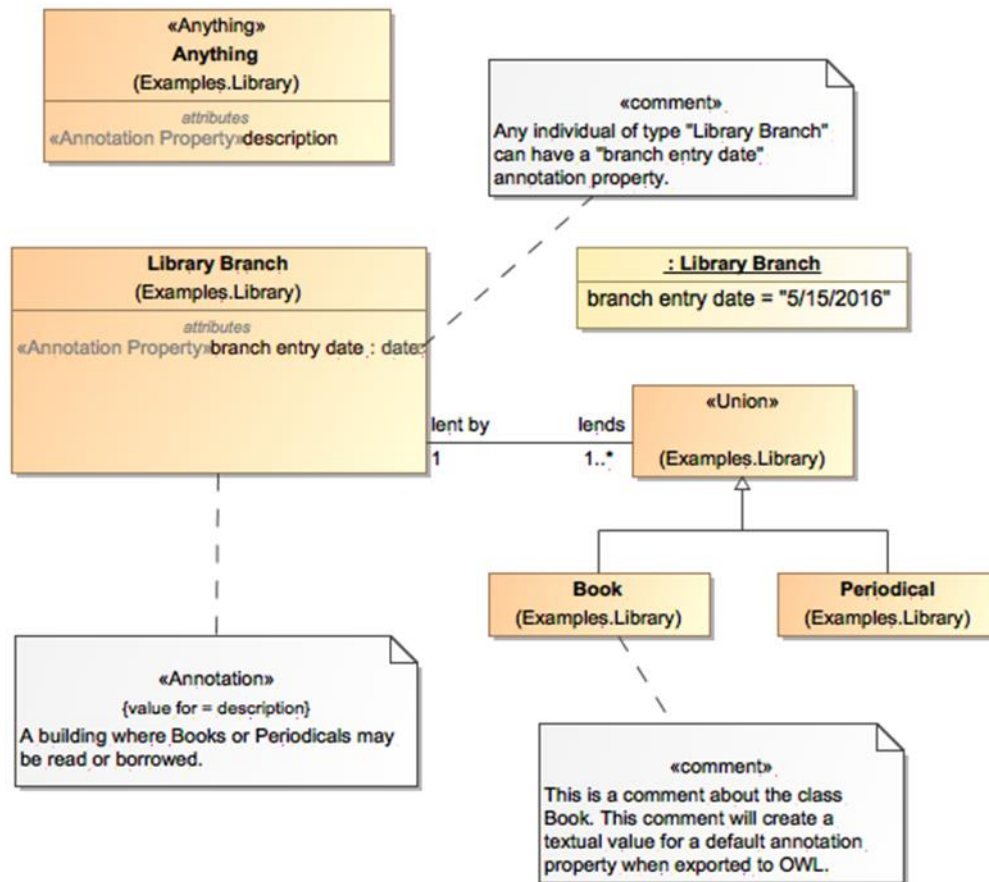 «Anything»
Anything
(Examples.Library)
attributes
«Annotation Property»description
«comment»
Any individual of type "Library Branch"
can have a "branch entry date"
annotation property.
Library Branch
(Examples.Library)
attributes
«Annotation Property»branch entry date : date
: Library Branch
branch entry date = "5/15/2016"
lent by
1
lends
1..*
«Union»
(Examples.Library)
Book
(Examples.Library)
Periodical
(Examples.Library)
«Annotation»
{value for = description}
A building where Books or Periodicals may
be read or borrowed.
«comment»
This is a comment about the class
Book. This comment will create a
textual value for a default annotation
property when exported to OWL.